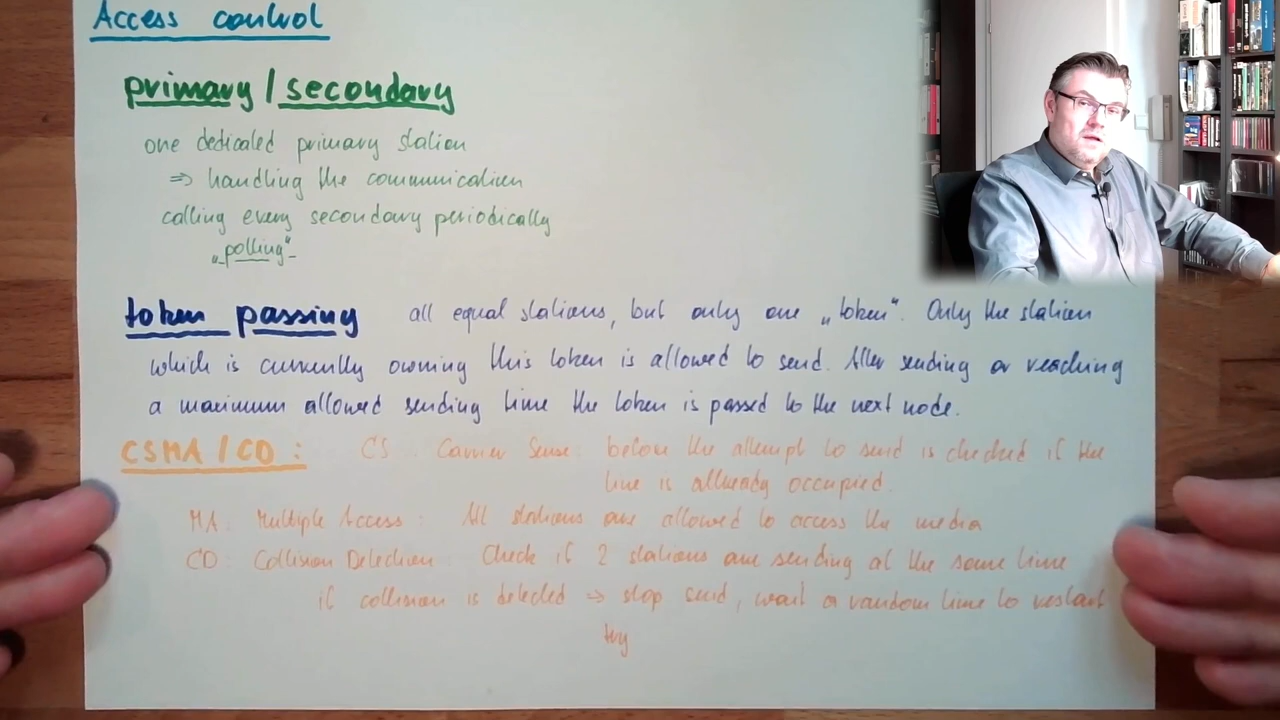 Access control
primary / secondary
one dedicated primary station
⇒ handling the communication
calling every secondary periodically
„polling“
token passing all equal stations, but only one „token“. Only the station
which is currently owning this token is allowed to send. After sending or reaching
a maximum allowed sending time the token is passed to the next node.
CSMA / CD : CS : Carrier Sense: before the attempt to send is checked if the
line is allready occupied.
MA : Multiple Access : All stations are allowed to access the media
CD : Collision Detection : Check if 2 stations are sending at the same time
if collision is detected ⇒ stop send, wait a random time to restart
try